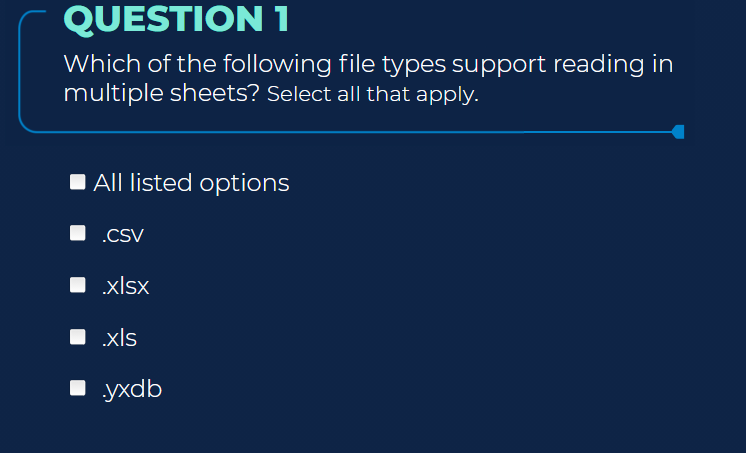 QUESTION 1
Which of the following file types support reading in
multiple sheets? Select all that apply.
All listed options
.csv
.xlsx
.xls
.yxdb